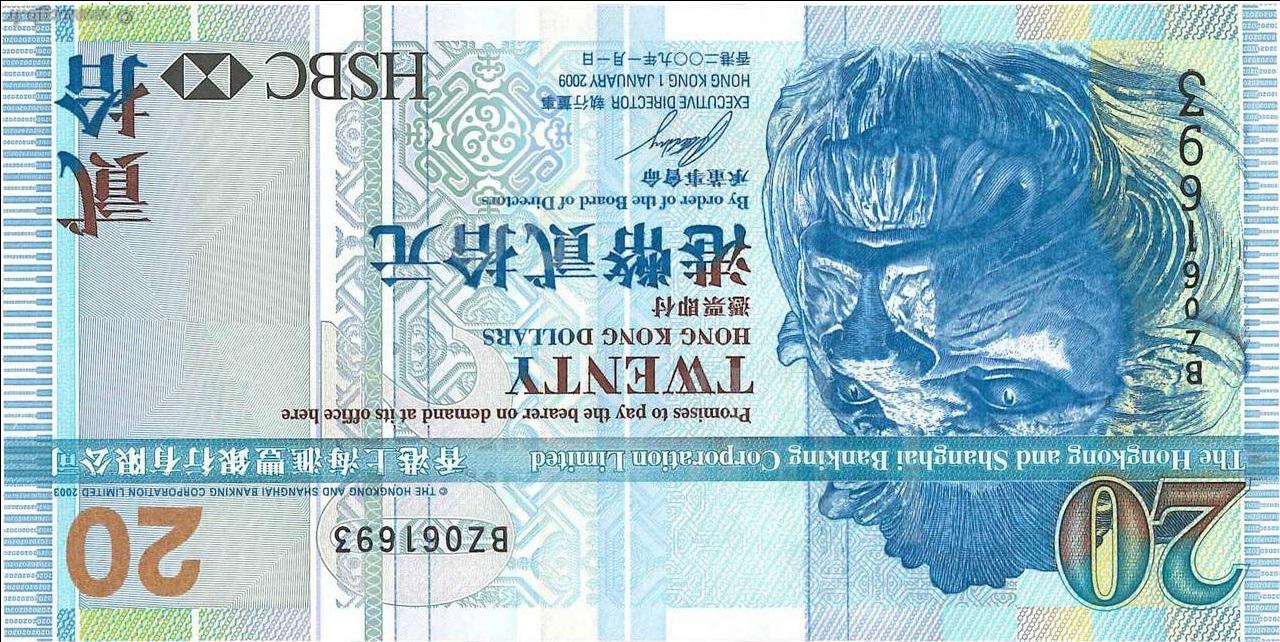 20
BZ061693
20
© THE HONGKONG AND SHANGHAI BANKING CORPORATION LIMITED 2003
The Hongkong and Shanghai Banking Corporation Limited 香港上海滙豐銀行有限公司
Promises to pay the bearer on demand at its office here
TWENTY
HONG KONG DOLLARS
憑票即付
港幣貳拾元
By order of the Board of Directors
承董事會命
EXECUTIVE DIRECTOR 執行董事
HONG KONG 1 JANUARY 2009
香港二〇〇九年一月一日
BZ061693
貳拾
HSBC